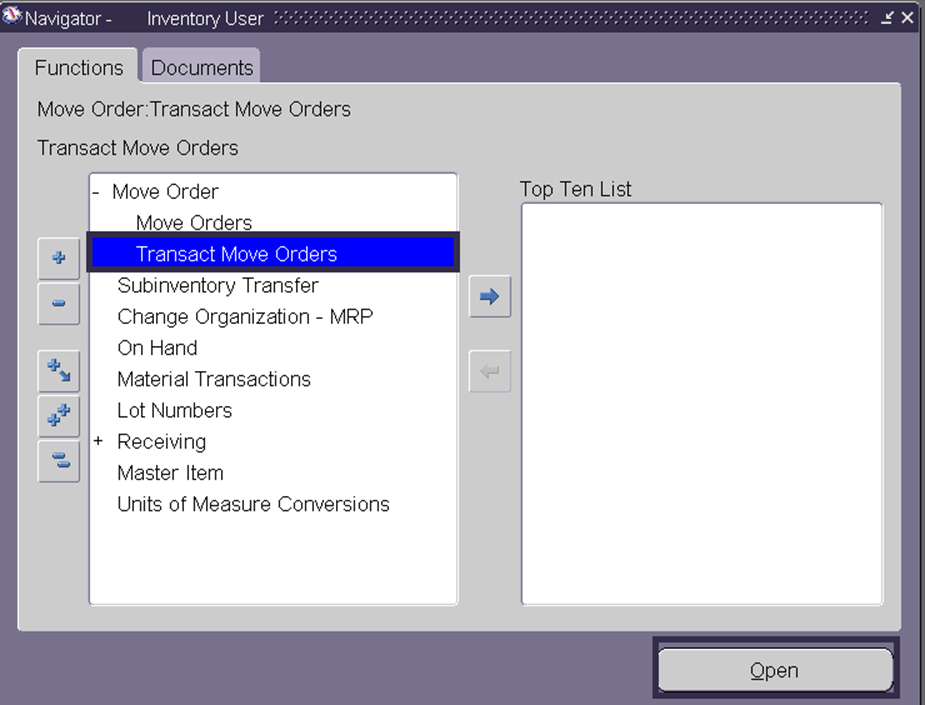 Navigator - Inventory User
Functions Documents
Move Order:Transact Move Orders
Transact Move Orders
- Move Order
Move Orders
Transact Move Orders
Subinventory Transfer
Change Organization - MRP
On Hand
Material Transactions
Lot Numbers
+ Receiving
Master Item
Units of Measure Conversions
Top Ten List
Open